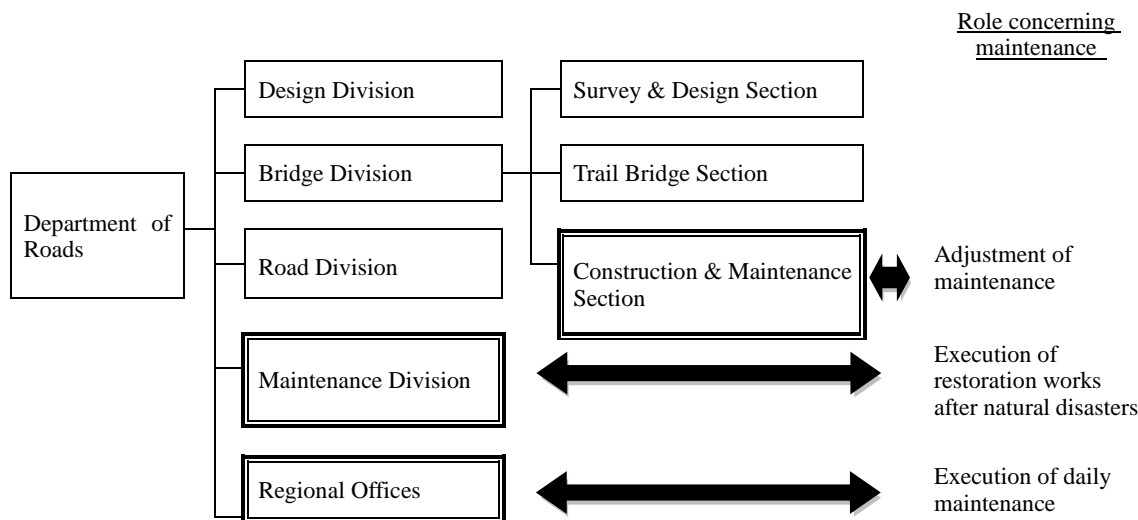 Role concerning
maintenance
Design Division
Survey & Design Section
Bridge Division
Trail Bridge Section
Department of
Roads
Road Division
Construction & Maintenance
Section
Adjustment of
maintenance
Maintenance Division
Execution of
restoration works
after natural disasters
Regional Offices
Execution of daily
maintenance